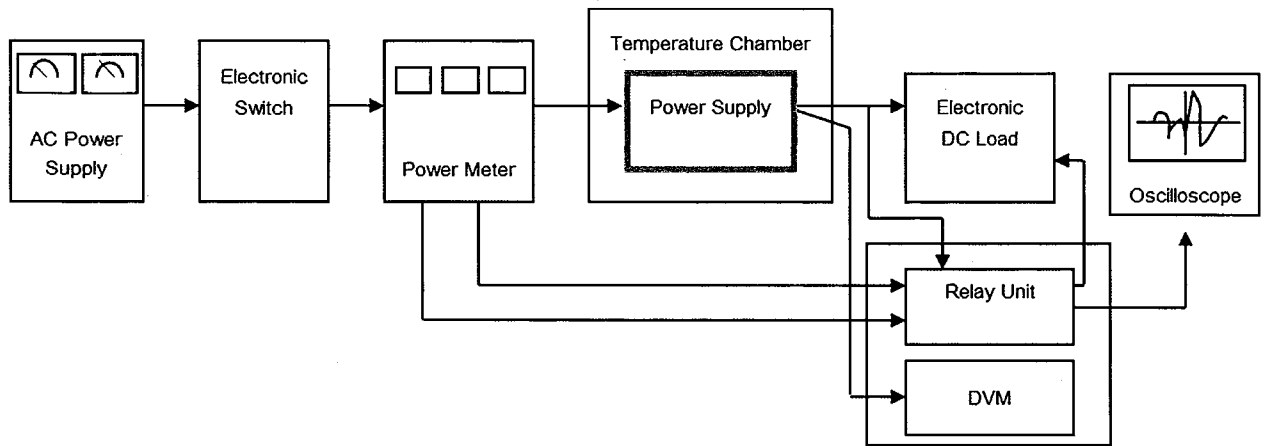 AC Power
Supply
Electronic
Switch
Power Meter
Temperature Chamber
Power Supply
Electronic
DC Load
Oscilloscope
Relay Unit
DVM